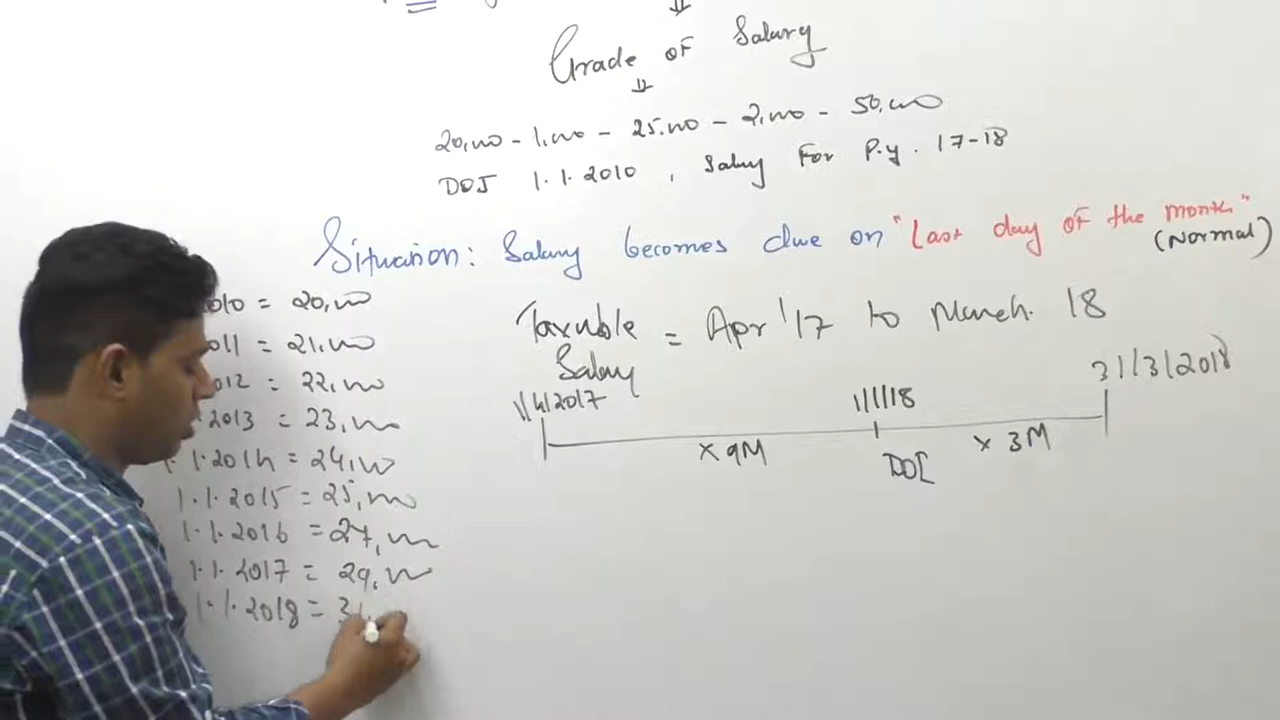 Grade of Salary
20,000 - 1,000 - 25,000 - 2,000 - 50,000
DOJ 1.1.2010, Salary For P.y. 17-18
Situation: Salary becomes due on "Last day of the month"
(Normal)
010 = 20,000
011 = 21,000
012 = 22,000
2013 = 23,000
1.2014 = 24,000
1.1.2015 = 25,000
1.1.2016 = 27,000
1.1.2017 = 29,000
1.1.2018 = 31,
Taxable Salary = Apr '17 to March 18
1/4/2017 1/1/18 31/3/2018
x 9M DOI x 3M